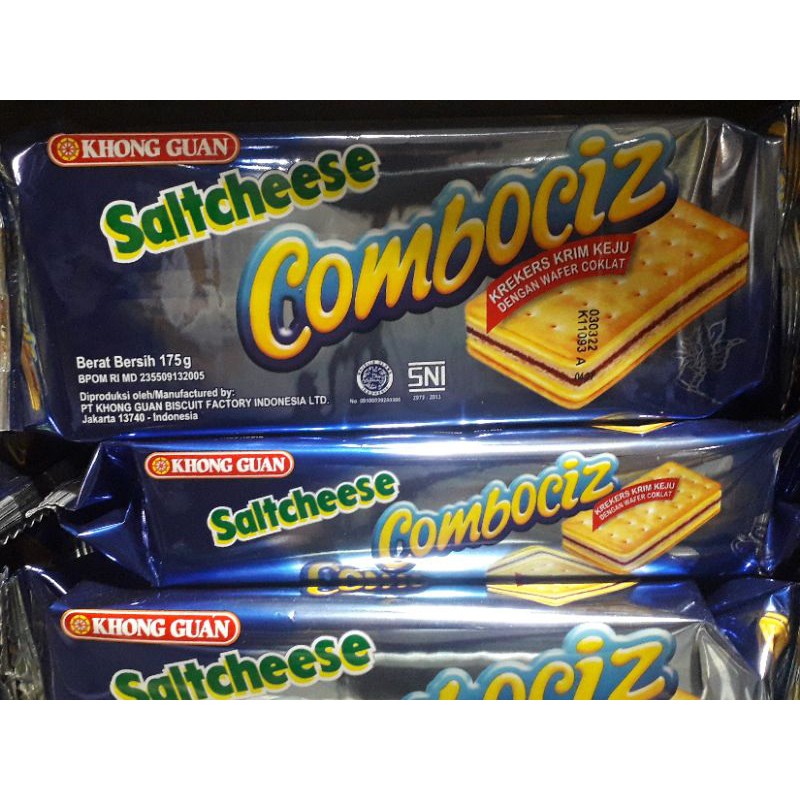 KHONG GUAN
Saltcheese
Combociz
KREKERS KRIM KEJU
DENGAN WAFER COKLAT
030322
K11093 A
Berat Bersih 175g
BPOM RI MD 235509132005
Diproduksi oleh/Manufactured by:
PT KHONG GUAN BISCUIT FACTORY INDONESIA LTD.
Jakarta 13740 - Indonesia
SNI
KHONG GUAN
Saltcheese
Combociz
KREKERS KRIM KEJU
DENGAN WAFER COKLAT
KHONG GUAN
Saltcheese
Combociz